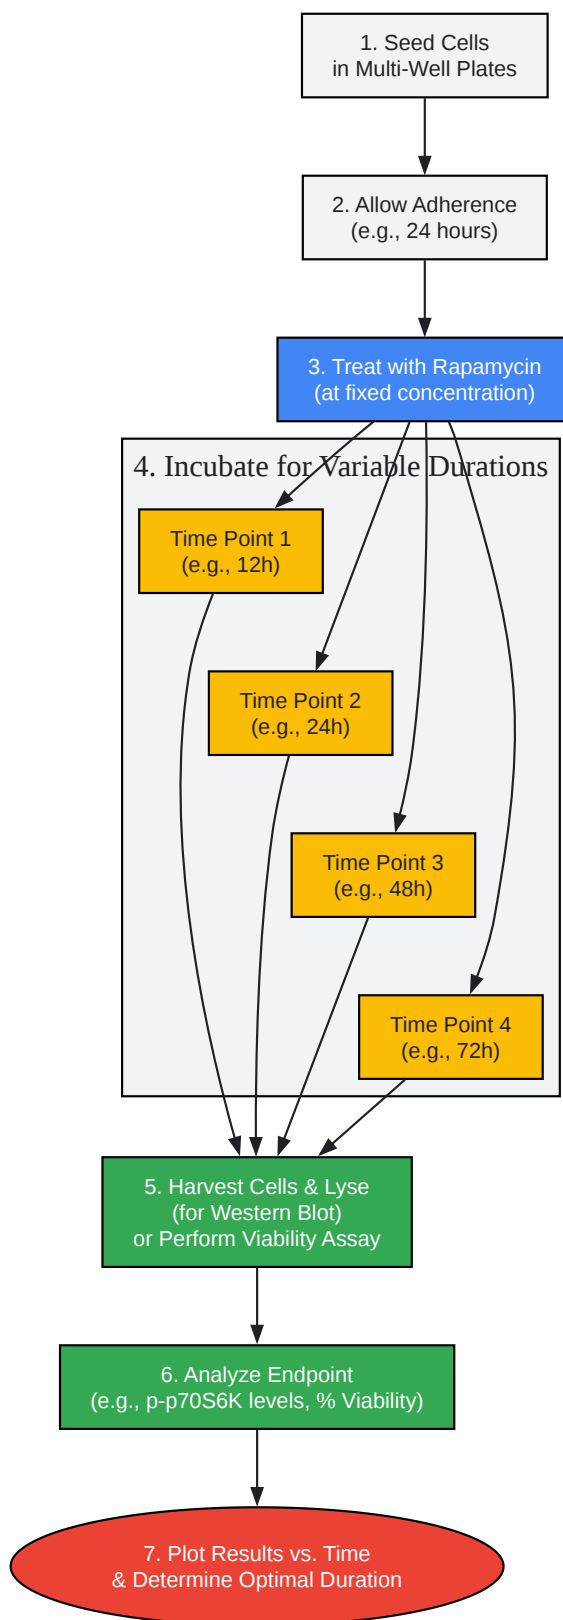 1. Seed Cells
in Multi-Well Plates
2. Allow Adherence
(e.g., 24 hours)
3. Treat with Rapamycin
(at fixed concentration)
4. Incubate for Variable Durations
Time Point 1
(e.g., 12h)
Time Point 2
(e.g., 24h)
Time Point 3
(e.g., 48h)
Time Point 4
(e.g., 72h)
5. Harvest Cells & Lyse
(for Western Blot)
or Perform Viability Assay
6. Analyze Endpoint
(e.g., p-p70S6K levels, % Viability)
7. Plot Results vs. Time
& Determine Optimal Duration